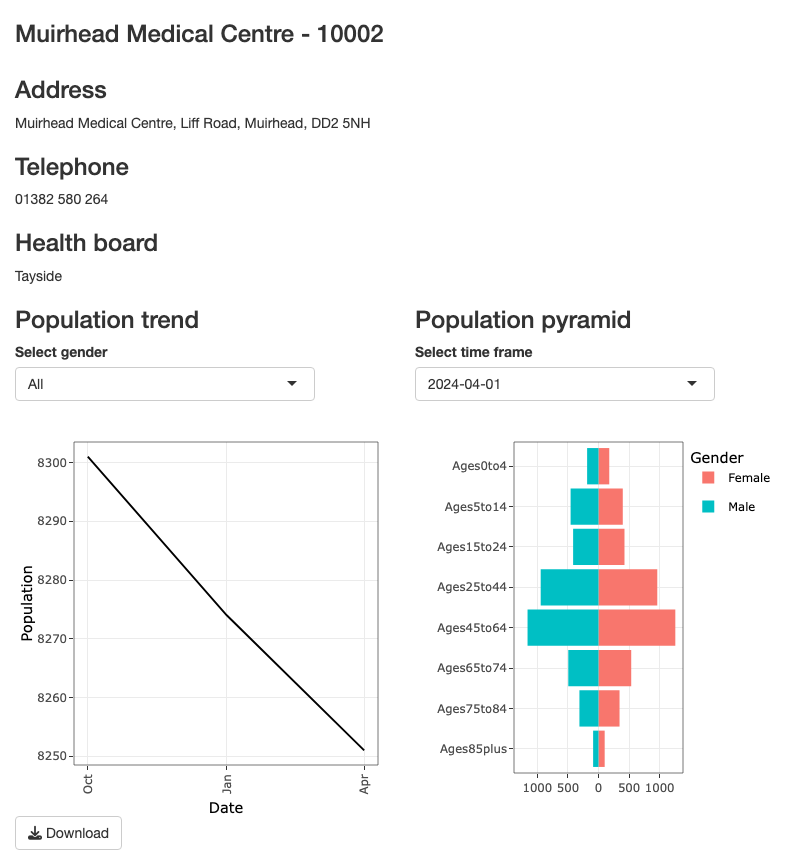 Muirhead Medical Centre - 10002
Address
Muirhead Medical Centre, Liff Road, Muirhead, DD2 5NH
Telephone
01382 580 264
Health board
Tayside
Population trend
Select gender
All
8300
8290
8280
8270
8260
8250
Population
Oct
Jan
Apr
Date
Download
Population pyramid
Select time frame
2024-04-01
Ages0to4
Ages5to14
Ages15to24
Ages25to44
Ages45to64
Ages65to74
Ages75to84
Ages85plus
1000 500 0 500 1000
Gender
Female
Male